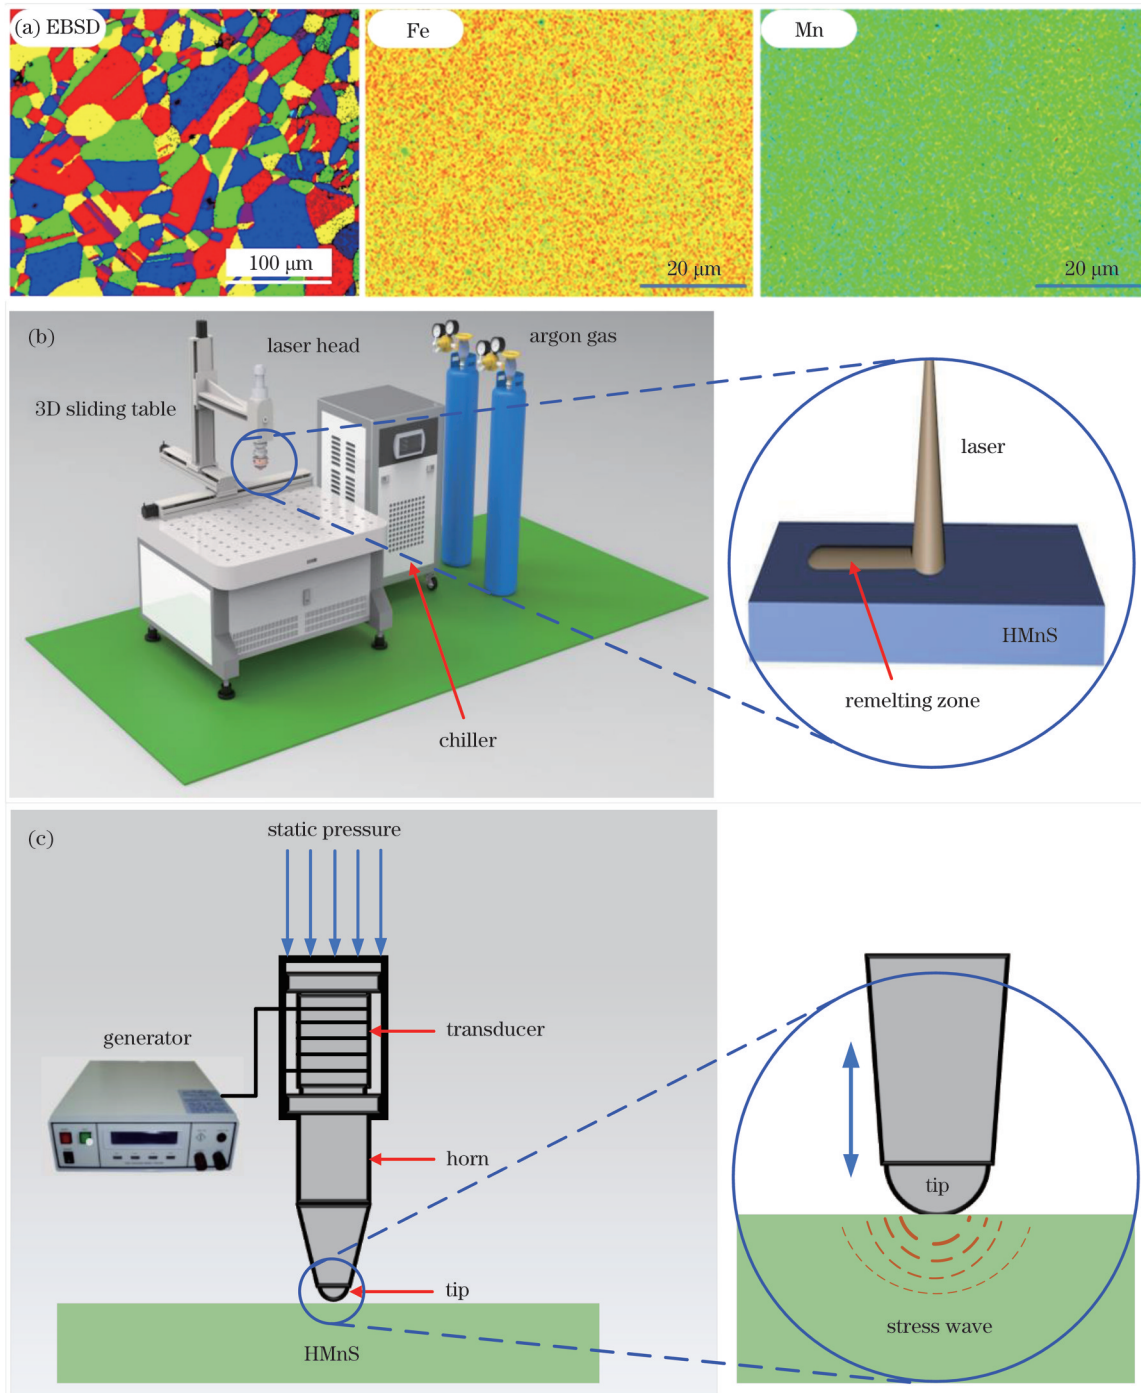 (a) EBSD
Fe
Mn
100 μm
20 μm
20 μm
(b)
laser head
argon gas
3D sliding table
laser
HMnS
remelting zone
chiller
(c)
static pressure
generator
transducer
horn
tip
HMnS
tip
stress wave